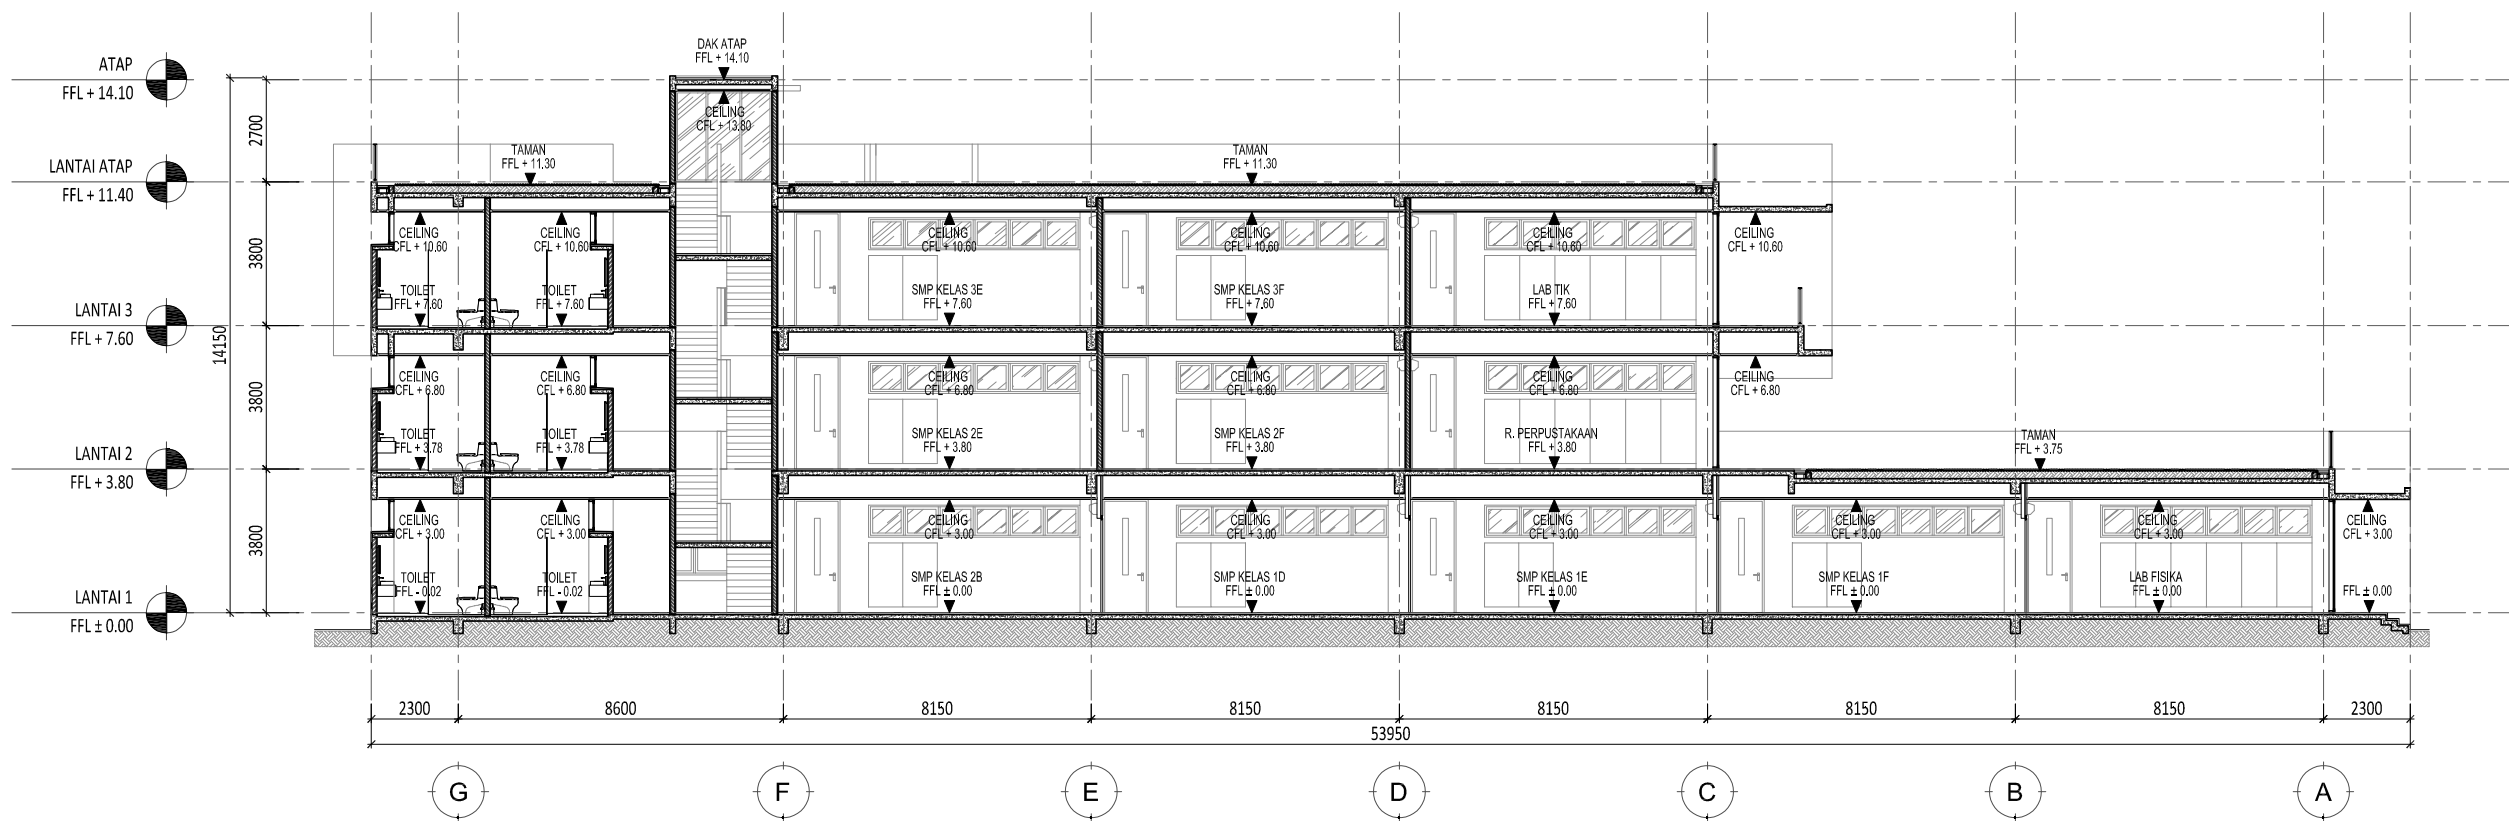 DAK ATAP
FFL + 14.10
ATAP
FFL + 14.10
CEILING
CFL + 13.80
2700
TAMAN
FFL + 11.30
TAMAN
FFL + 11.30
LANTAI ATAP
FFL + 11.40
CEILING
CFL + 10.60
CEILING
CFL + 10.60
CEILING
CFL + 10.60
CEILING
CFL + 10.60
CEILING
CFL + 10.60
CEILING
CFL + 10.60
3800
TOILET
FFL + 7.60
TOILET
FFL + 7.60
SMP KELAS 3E
FFL + 7.60
SMP KELAS 3F
FFL + 7.60
LAB TIK
FFL + 7.60
LANTAI 3
FFL + 7.60
14150
CEILING
CFL + 6.80
CEILING
CFL + 6.80
CEILING
CFL + 6.80
CEILING
CFL + 6.80
CEILING
CFL + 6.80
CEILING
CFL + 6.80
3800
TOILET
FFL + 3.78
TOILET
FFL + 3.78
SMP KELAS 2E
FFL + 3.80
SMP KELAS 2F
FFL + 3.80
R. PERPUSTAKAAN
FFL + 3.80
TAMAN
FFL + 3.75
LANTAI 2
FFL + 3.80
CEILING
CFL + 3.00
CEILING
CFL + 3.00
CEILING
CFL + 3.00
CEILING
CFL + 3.00
CEILING
CFL + 3.00
CEILING
CFL + 3.00
CEILING
CFL + 3.00
CEILING
CFL + 3.00
3800
TOILET
FFL - 0.02
TOILET
FFL - 0.02
SMP KELAS 2B
FFL ± 0.00
SMP KELAS 1D
FFL ± 0.00
SMP KELAS 1E
FFL ± 0.00
SMP KELAS 1F
FFL ± 0.00
LAB FISIKA
FFL ± 0.00
FFL ± 0.00
LANTAI 1
FFL ± 0.00
2300 8600 8150 8150 8150 8150 8150 2300
53950
G F E D C B A